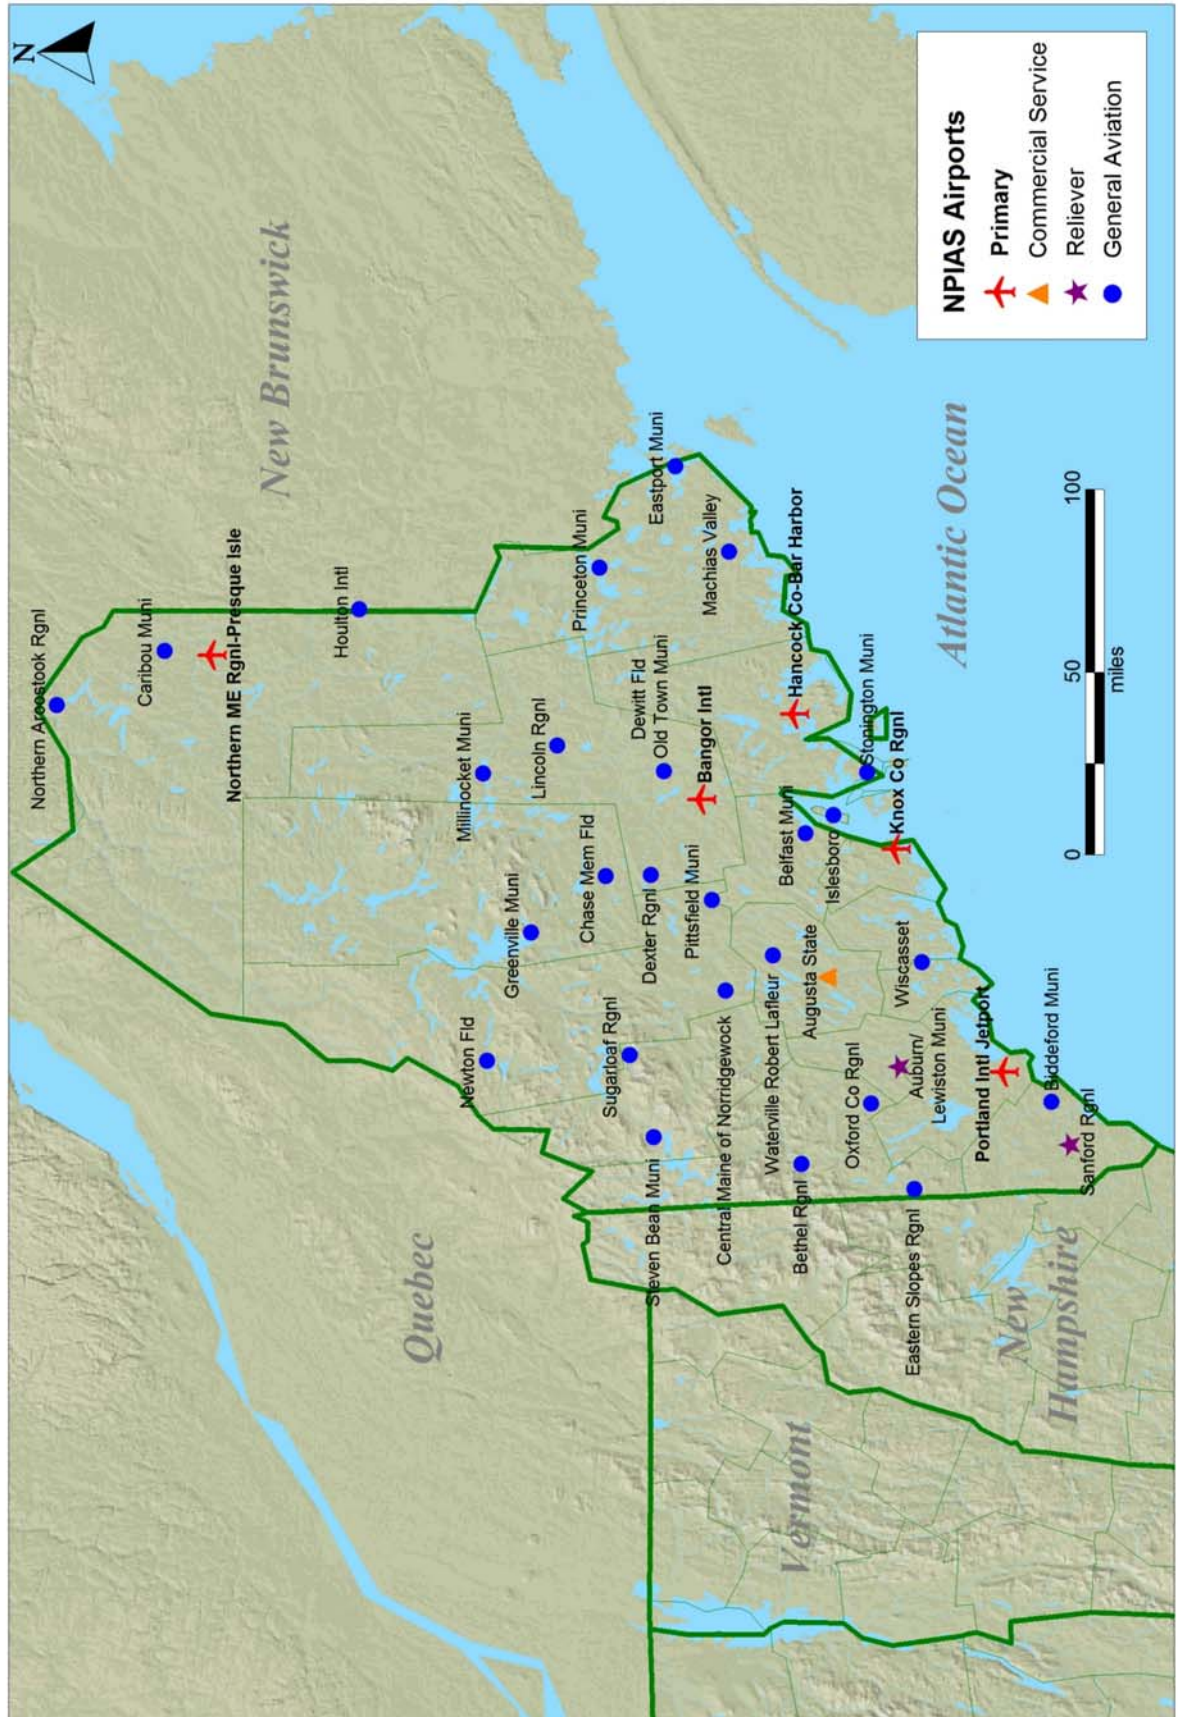 N
Northern Aroostook Rgnl
Caribou Muni
Northern ME Rgnl-Presque Isle
New Brunswick
Houlton Intl
Quebec
Newton Fld
Greenville Muni
Millinocket Muni
Lincoln Rgnl
Princeton Muni
Chase Mem Fld
Sugarloaf Rgnl
Dexter Rgnl
Dewitt Fld
Old Town Muni
Eastport Muni
Steven Bean Muni
Pittsfield Muni
Bangor Intl
Machias Valley
Central Maine of Norridgewock
Waterville Robert Lafleur
Belfast Muni
Hancock Co-Bar Harbor
Bethel Rgnl
Augusta State
Islesboro
Stonington Muni
Oxford Co Rgnl
Knox Co Rgnl
Eastern Slopes Rgnl
Auburn/
Lewiston Muni
Wiscasset
Portland Intl Jetport
Biddeford Muni
Sanford Rgnl
Vermont
New
Hampshire
Atlantic Ocean
0 50 100
miles
NPIAS Airports
Primary
Commercial Service
Reliever
General Aviation